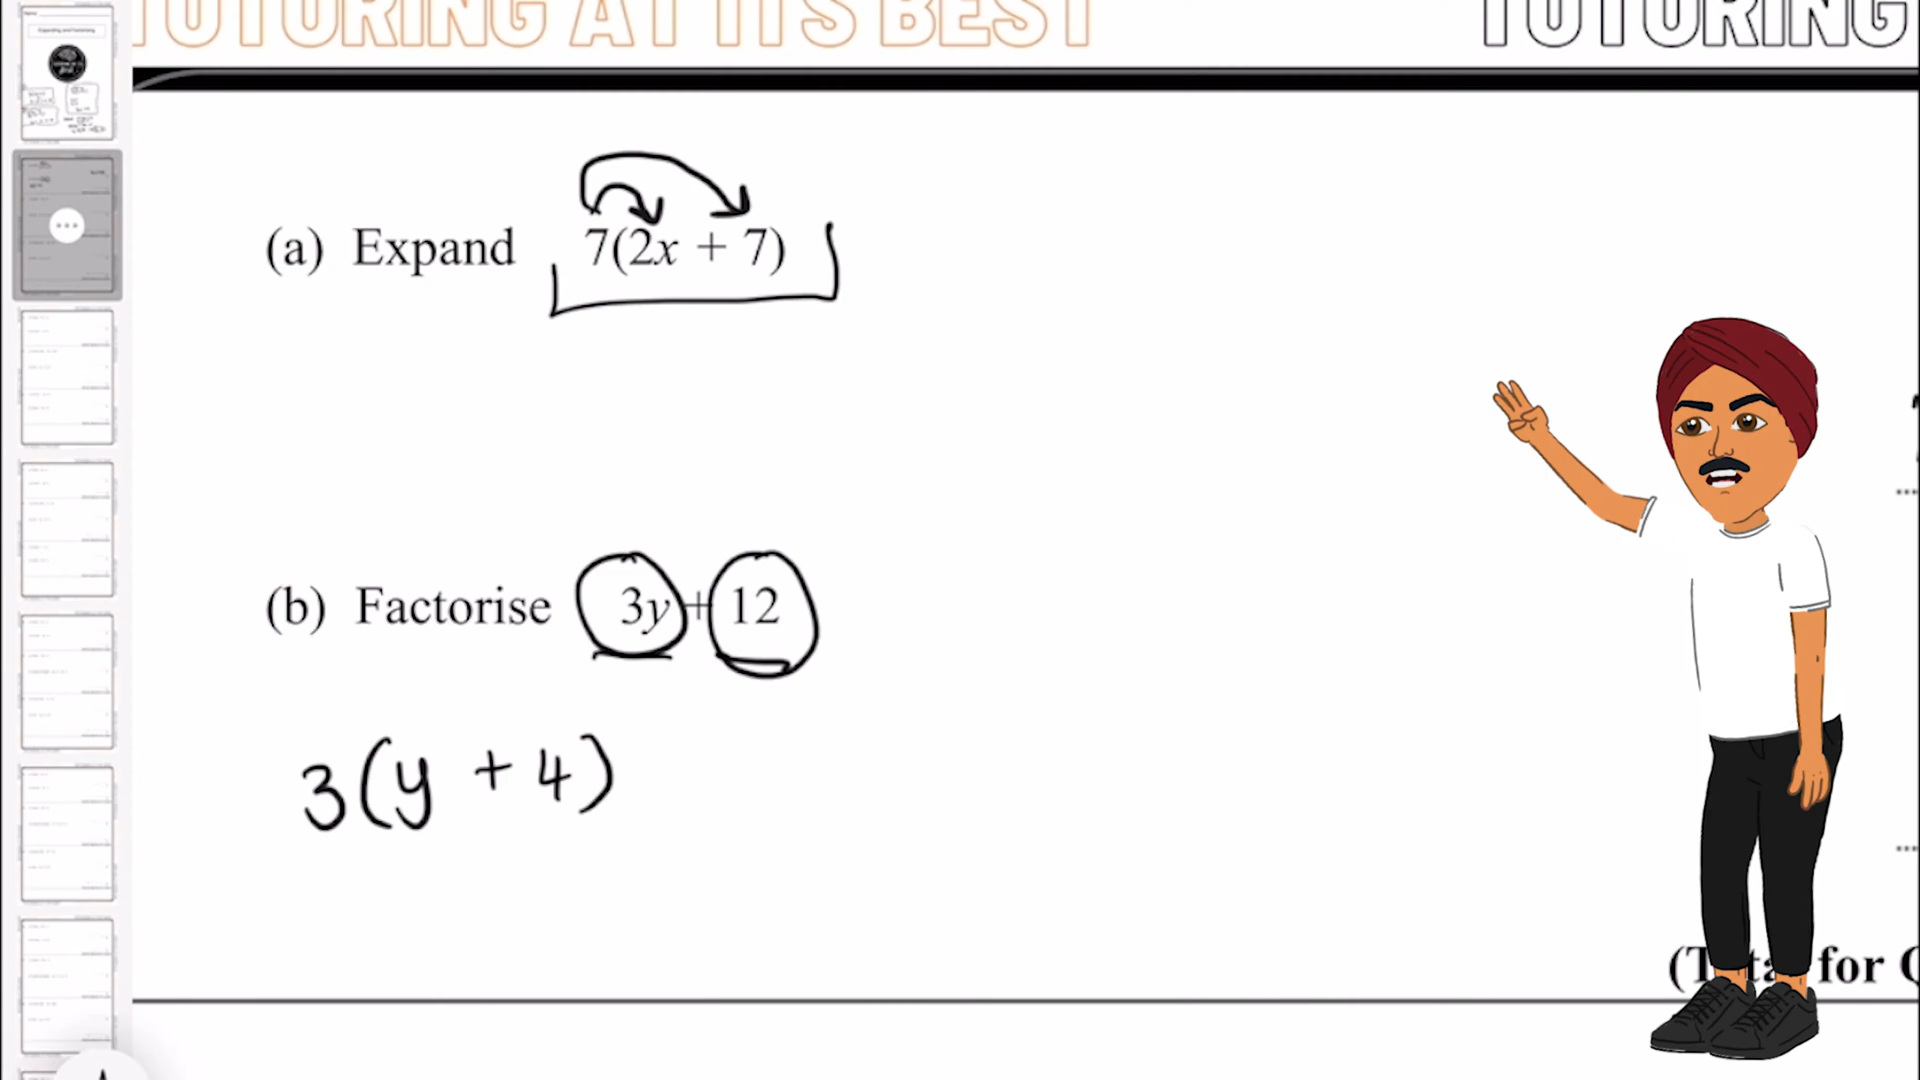 TUTORING AT ITS BEST TUTORING
(a) Expand 7(2x + 7)
(b) Factorise 3y + 12
3(y + 4)
for